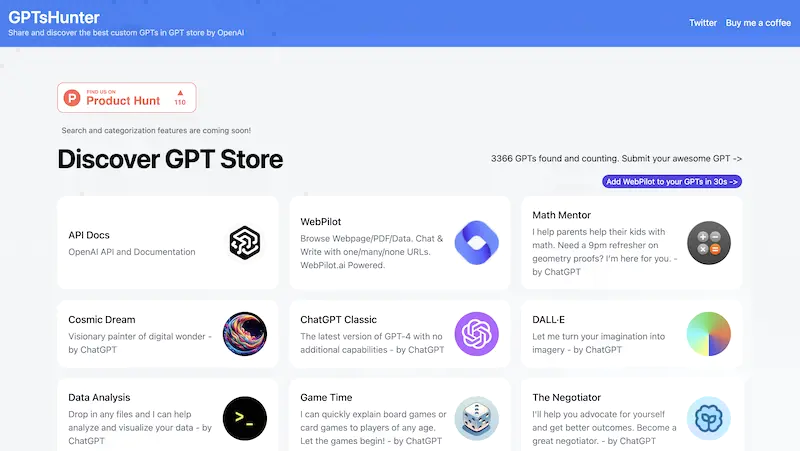 GPTsHunter
Share and discover the best custom GPTs in GPT store by OpenAI
Twitter
Buy me a coffee
P
FIND US ON
Product Hunt
▲
110
Search and categorization features are coming soon!
Discover GPT Store
3366 GPTs found and counting. Submit your awesome GPT ->
Add WebPilot to your GPTs in 30s ->
API Docs
OpenAI API and Documentation
WebPilot
Browse Webpage/PDF/Data. Chat &
Write with one/many/none URLs.
WebPilot.ai Powered.
Math Mentor
I help parents help their kids with
math. Need a 9pm refresher on
geometry proofs? I'm here for you. -
by ChatGPT
Cosmic Dream
Visionary painter of digital wonder -
by ChatGPT
ChatGPT Classic
The latest version of GPT-4 with no
additional capabilities - by ChatGPT
DALL·E
Let me turn your imagination into
imagery - by ChatGPT
Data Analysis
Drop in any files and I can help
analyze and visualize your data - by
ChatGPT
>_
Game Time
I can quickly explain board games or
card games to players of any age.
Let the games begin! - by ChatGPT
The Negotiator
I'll help you advocate for yourself
and get better outcomes. Become a
great negotiator. - by ChatGPT